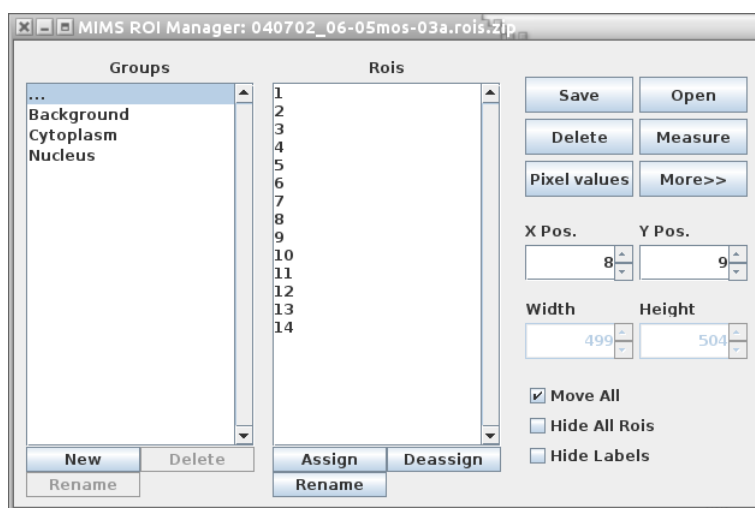 MIMS ROI Manager: 040702_06-05mos-03a.rois.zip
Groups
...
Background
Cytoplasm
Nucleus
New
Delete
Rename
Rois
1
2
3
4
5
6
7
8
9
10
11
12
13
14
Assign
Deassign
Rename
Save
Open
Delete
Measure
Pixel values
More>>
X Pos.
Y Pos.
8
9
Width
Height
499
504
Move All
Hide All Rois
Hide Labels